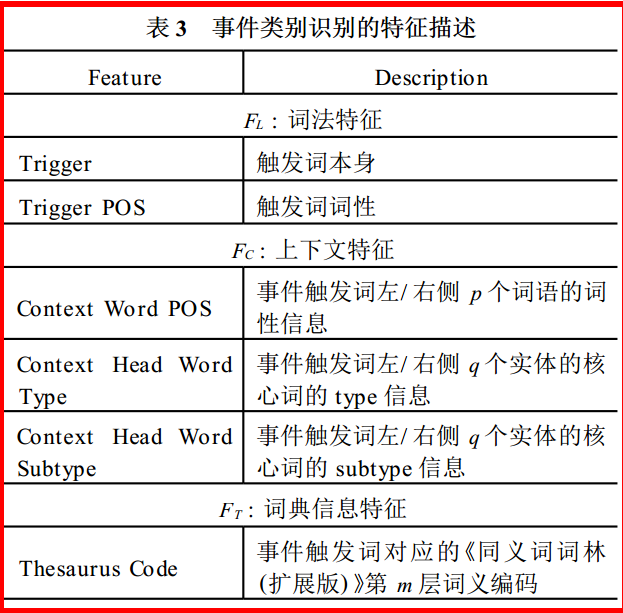 表 3 事件类别识别的特征描述
Feature Description
FL : 词法特征
Trigger 触发词本身
Trigger POS 触发词词性
FC : 上下文特征
Context Word POS 事件触发词左/右侧 p 个词语的词
性信息
Context Head Word 事件触发词左/右侧 q 个实体的核
Type 心词的 type 信息
Context Head Word 事件触发词左/右侧 q 个实体的核
Subtype 心词的 subtype 信息
FT : 词典信息特征
Thesaurus Code 事件触发词对应的《同义词词林
(扩展版)》第 m 层词义编码